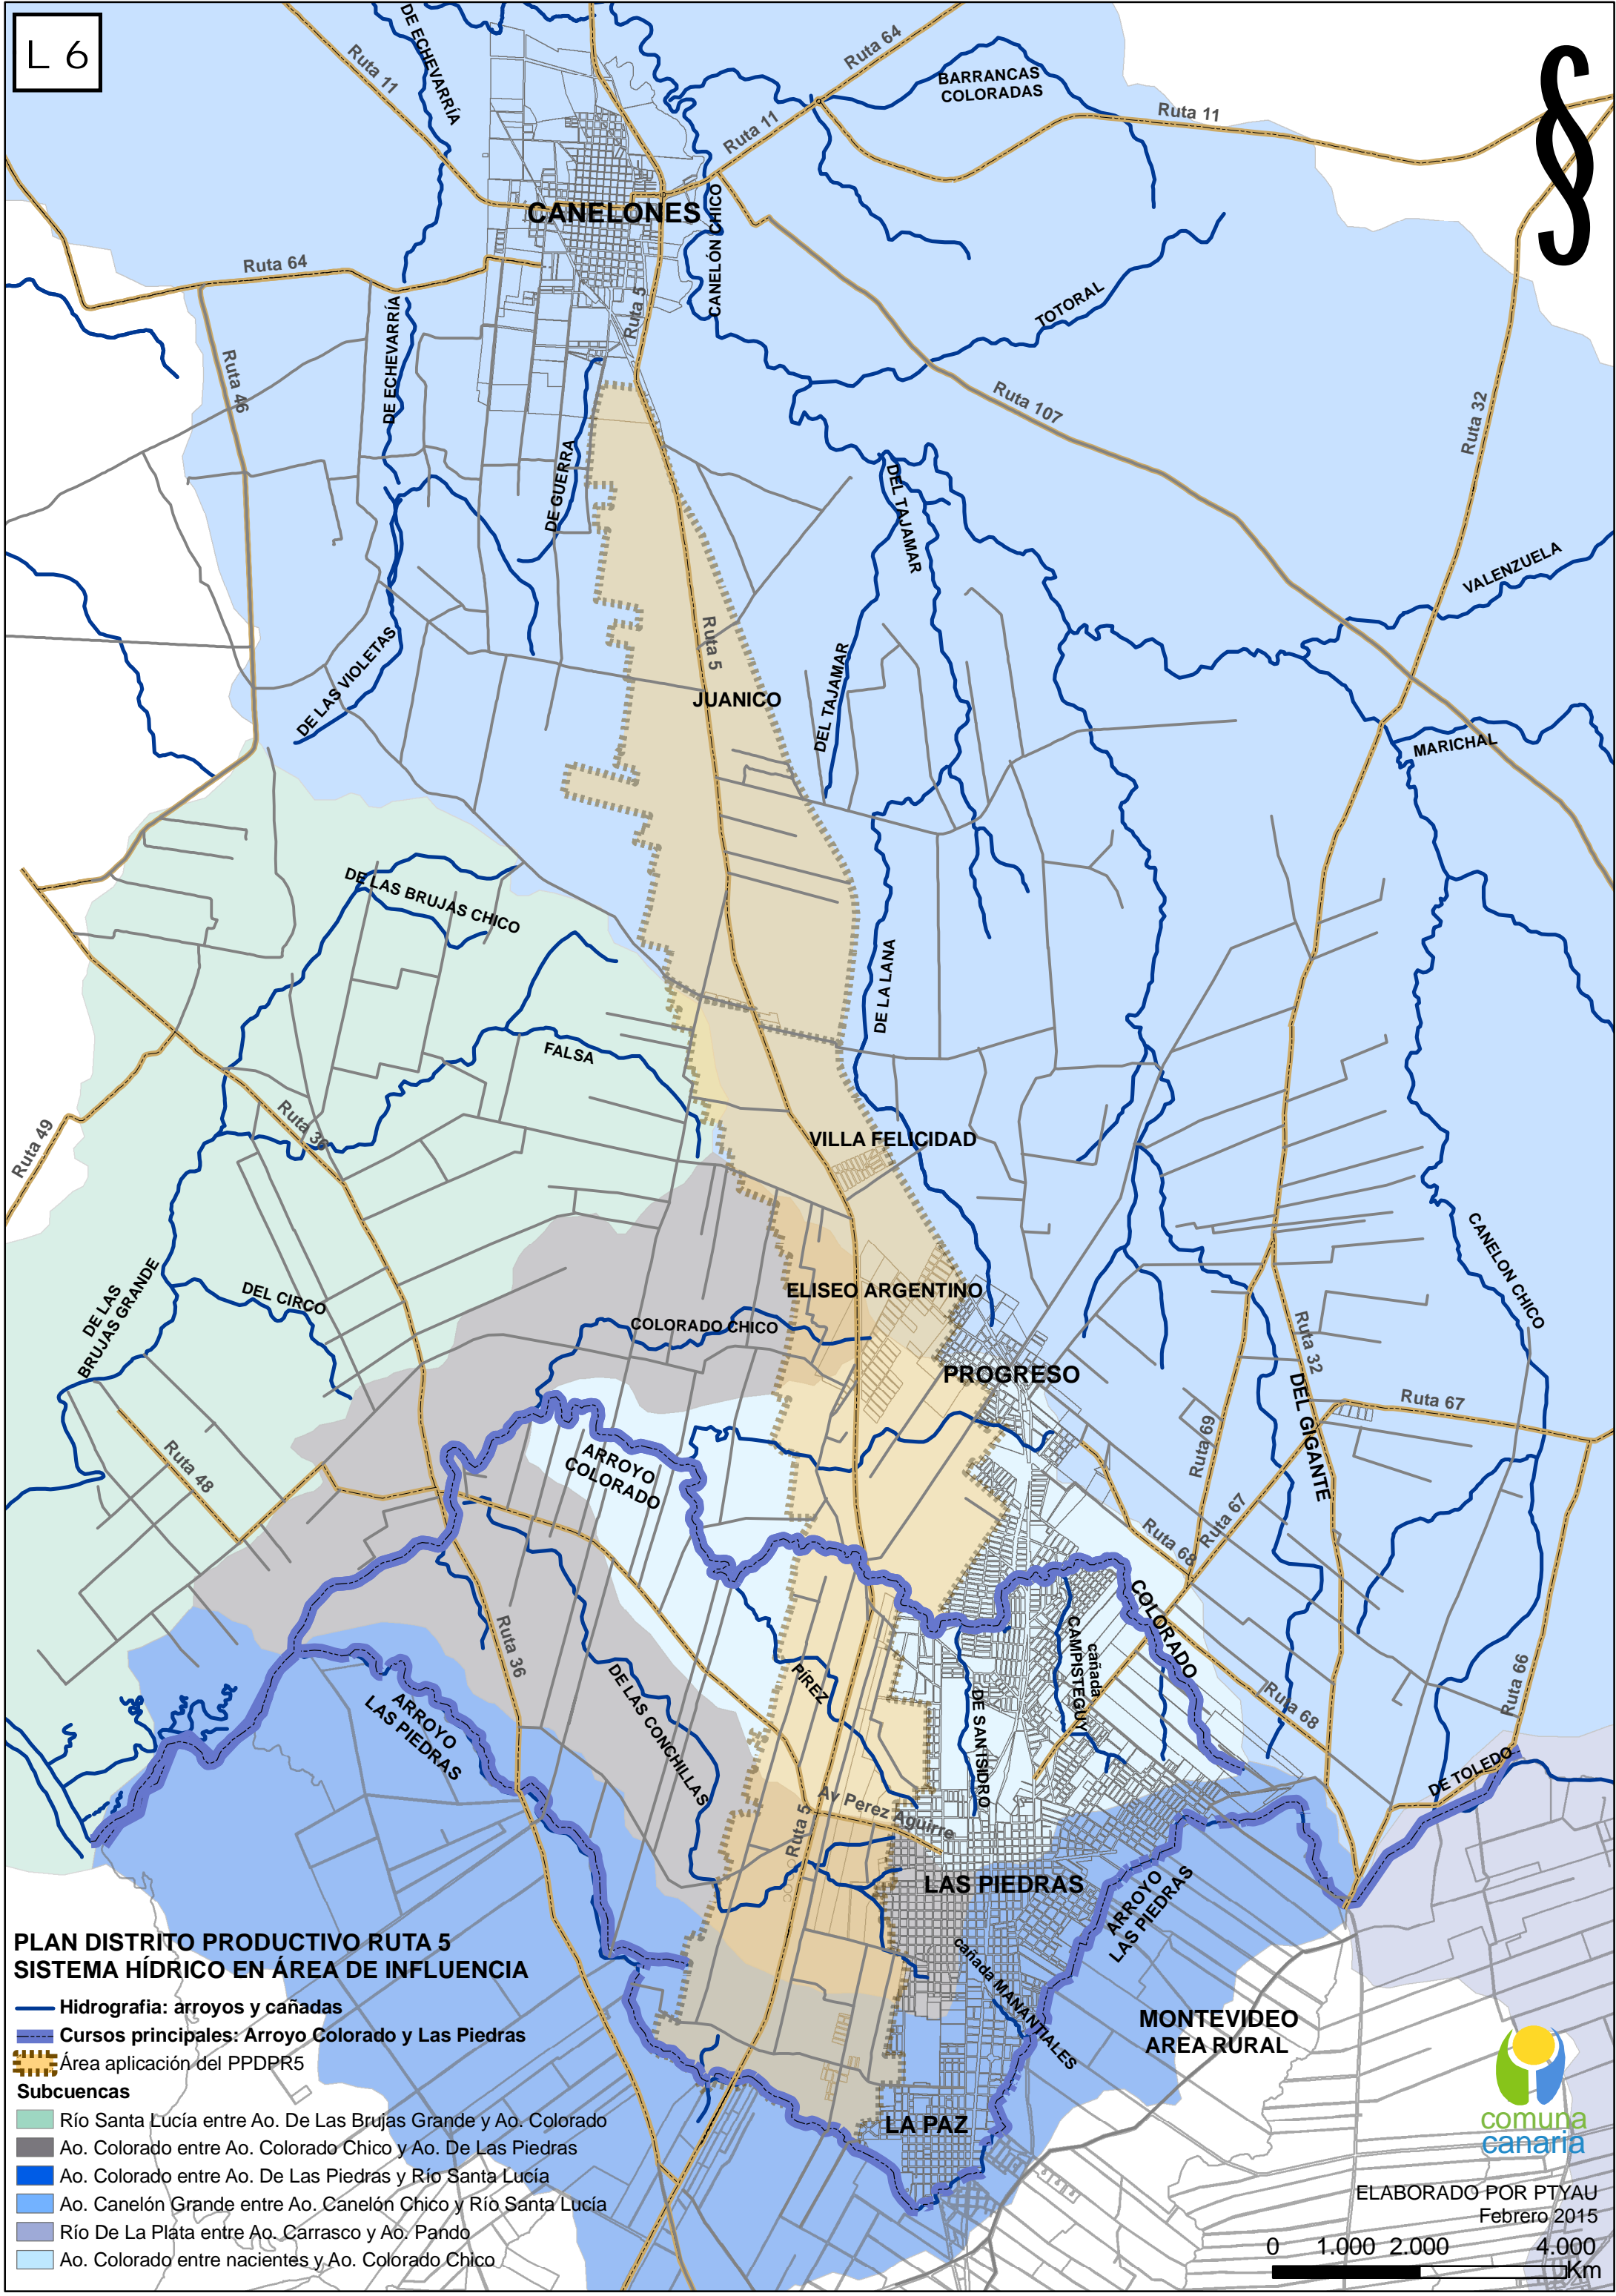 L 6
DE ECHEVARRÍA
Ruta 11
Ruta 64
BARRANCAS
COLORADAS
Ruta 11
Ruta 11
§
CANELONES
CANELÓN CHICO
Ruta 64
Ruta 5
TOTORAL
DE ECHEVARRÍA
Ruta 46
Ruta 107
Ruta 32
DE GUERRA
DEL TAJAMAR
VALENZUELA
DE LAS VIOLETAS
Ruta 5
JUANICO
DEL TAJAMAR
MARICHAL
DE LAS BRUJAS CHICO
DE LA LANA
FALSA
Ruta 49
Ruta 36
VILLA FELICIDAD
CANELON CHICO
DE LAS
BRUJAS GRANDE
DEL CIRCO
ELISEO ARGENTINO
COLORADO CHICO
Ruta 32
PROGRESO
DEL GIGANTE
Ruta 67
Ruta 69
Ruta 48
ARROYO
COLORADO
Ruta 67
Ruta 68
COLORADO
Ruta 36
cañada
CAMPISTEGUY
PÍREZ
DE LAS CONCHILLAS
DE SAN ISIDRO
ARROYO
LAS PIEDRAS
Ruta 68
Ruta 66
DE TOLEDO
Av Perez Aguirre
Ruta 5
LAS PIEDRAS
ARROYO
LAS PIEDRAS
cañada MANANTIALES
MONTEVIDEO
AREA RURAL
LA PAZ
PLAN DISTRITO PRODUCTIVO RUTA 5
SISTEMA HÍDRICO EN ÁREA DE INFLUENCIA
Hidrografia: arroyos y cañadas
Cursos principales: Arroyo Colorado y Las Piedras
Área aplicación del PPDPR5
Subcuencas
Río Santa Lucía entre Ao. De Las Brujas Grande y Ao. Colorado
Ao. Colorado entre Ao. Colorado Chico y Ao. De Las Piedras
Ao. Colorado entre Ao. De Las Piedras y Río Santa Lucía
Ao. Canelón Grande entre Ao. Canelón Chico y Río Santa Lucía
Río De La Plata entre Ao. Carrasco y Ao. Pando
Ao. Colorado entre nacientes y Ao. Colorado Chico
comuna
canaria
ELABORADO POR PTYAU
Febrero 2015
0 1.000 2.000 4.000
Km